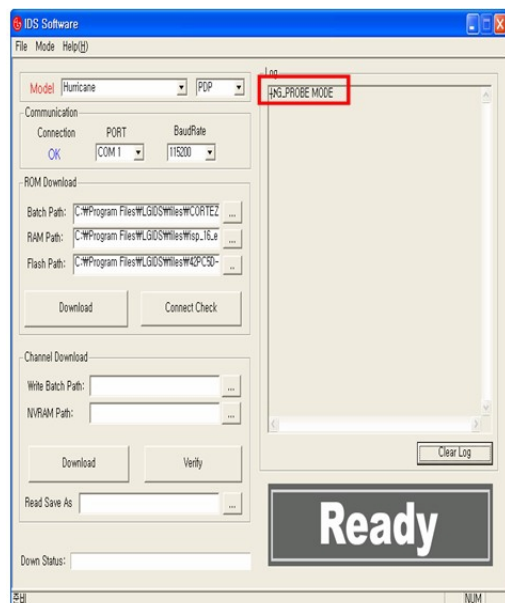 IDS Software
File Mode Help(H)
Model Hurricane PDP
Communication
Connection PORT BaudRate
OK COM 1 115200
ROM Download
Batch Path: C:₩Program Files₩LGIDS₩files₩CORTEZ ...
RAM Path: C:₩Program Files₩LGIDS₩files₩isp_16_e ...
Flash Path: C:₩Program Files₩LGIDS₩files₩42PC5D- ..
Download Connect Check
Channel Download
Write Batch Path: ...
NVRAM Path: ...
Download Verify
Read Save As ...
Down Status:
Log
PROBE MODE
Clear Log
Ready
준비 NUM